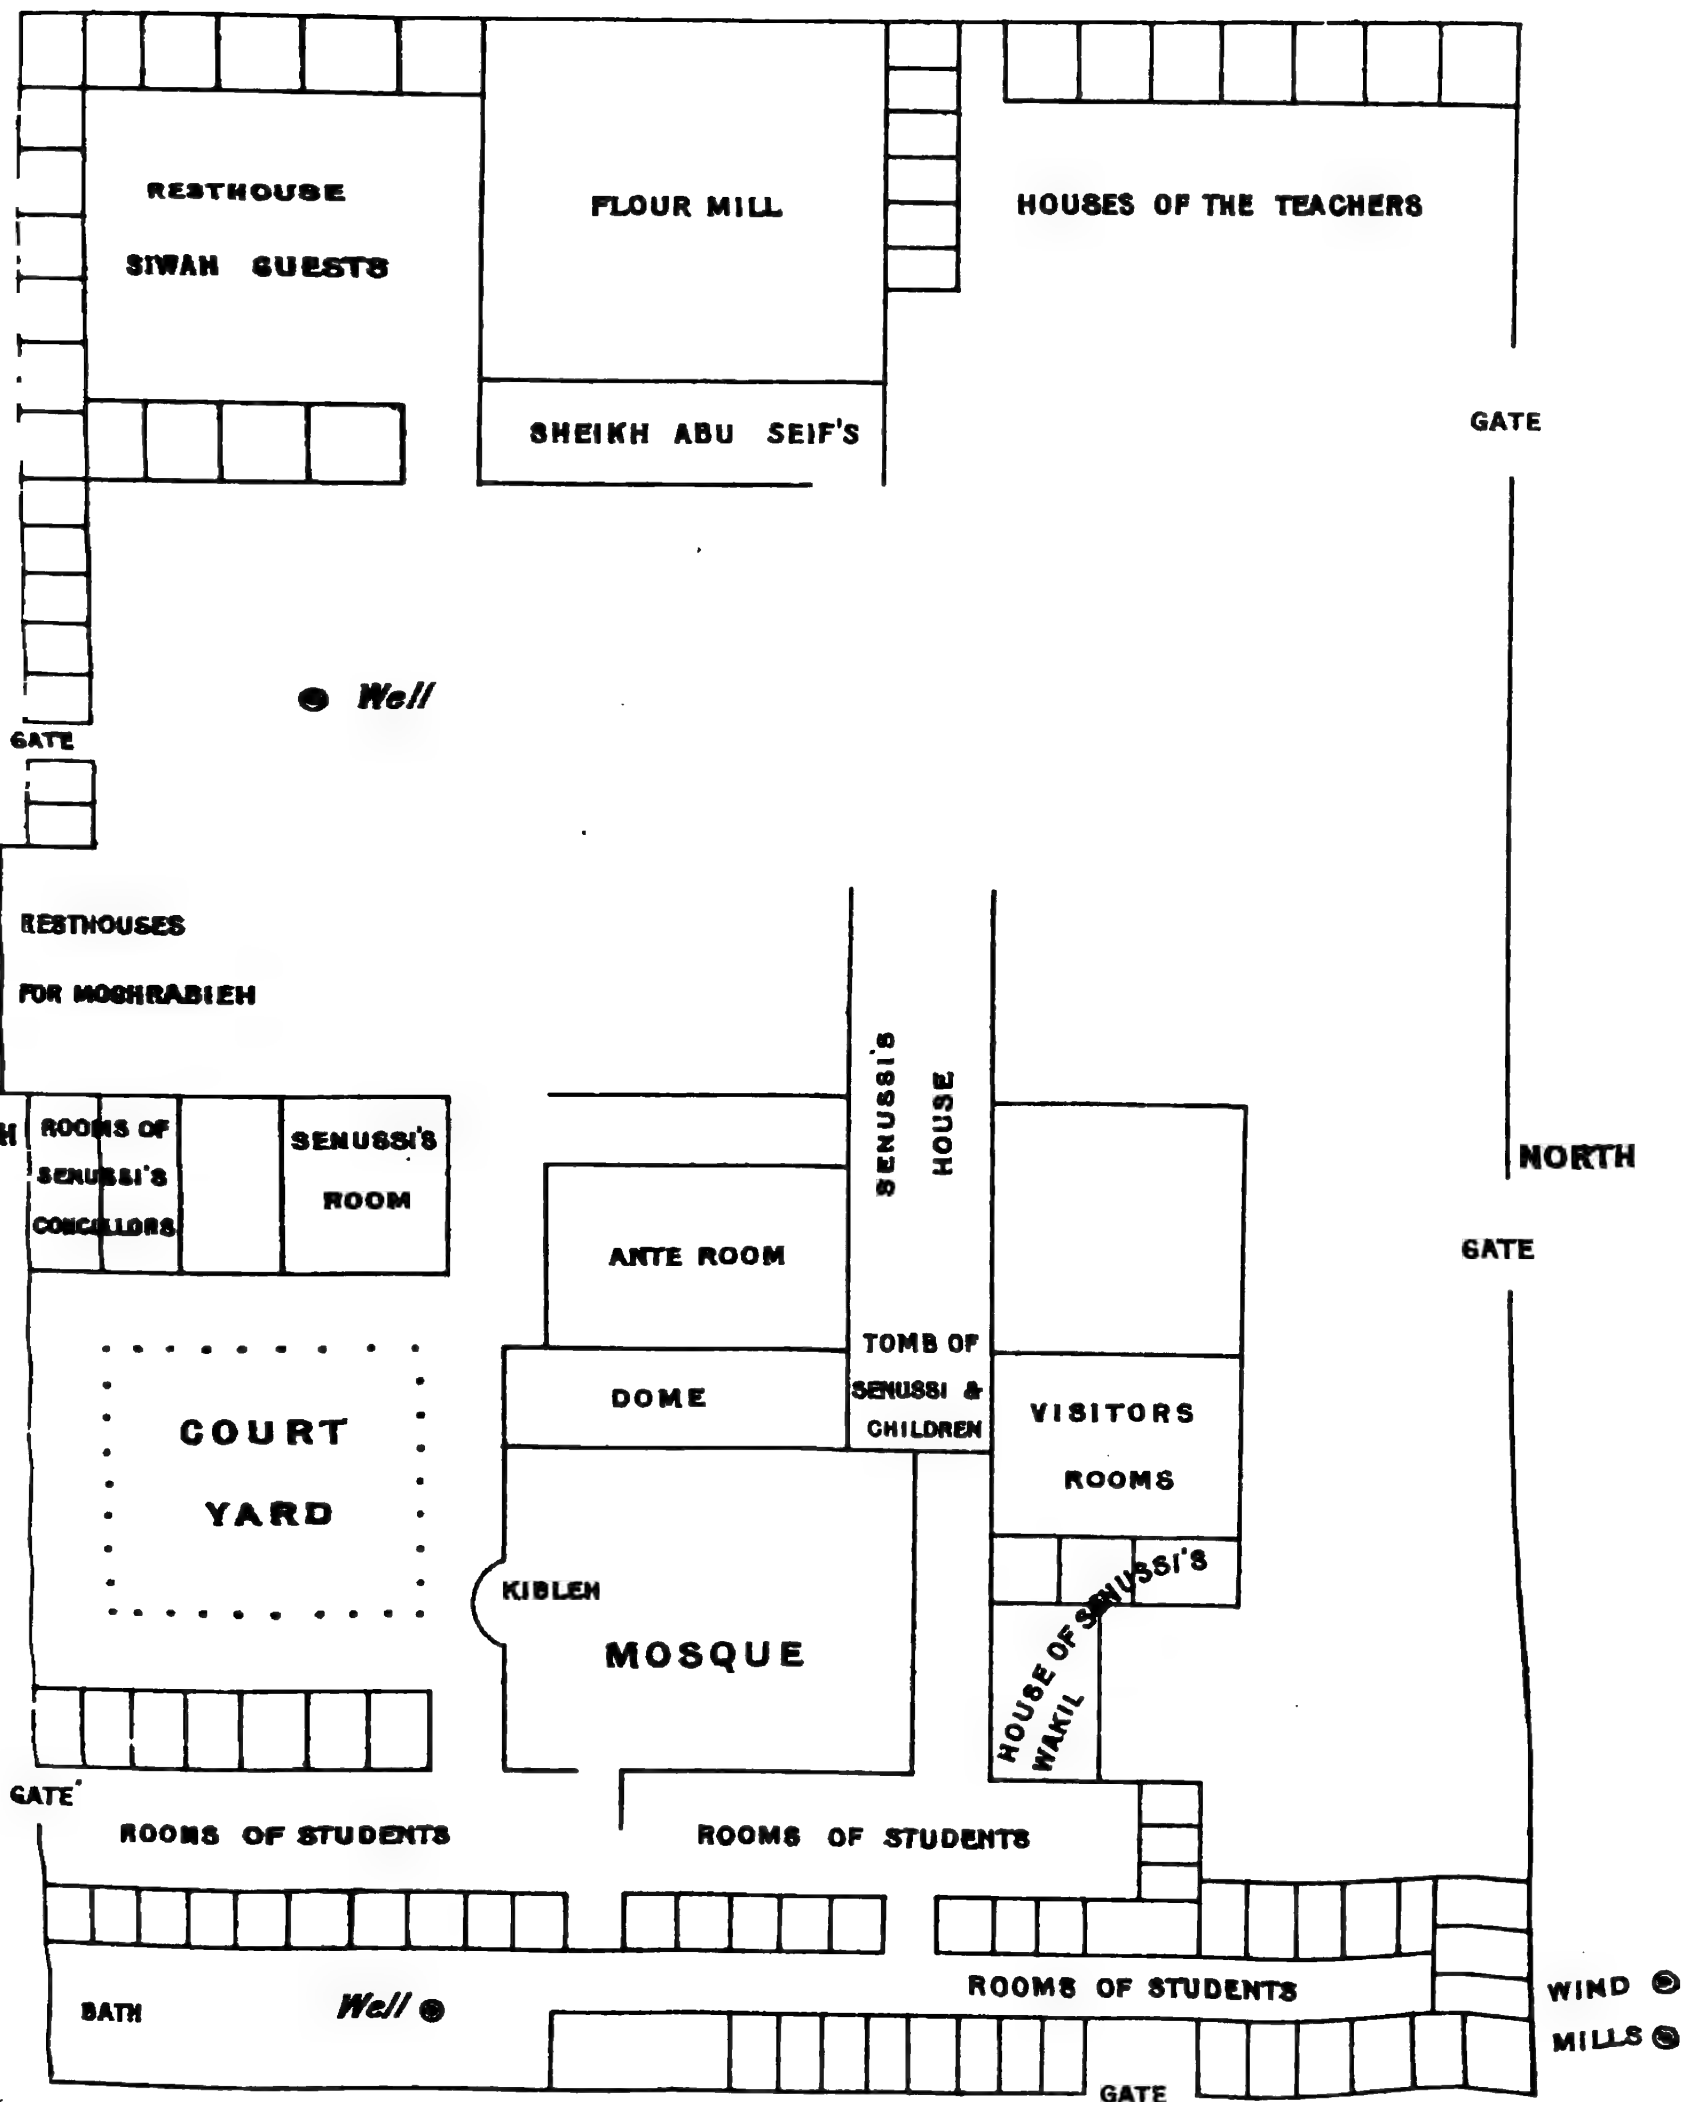 RESTHOUSE
SIWAH GUESTS
FLOUR MILL
HOUSES OF THE TEACHERS
SHEIKH ABU SEIF'S
GATE
Well
GATE
RESTHOUSES
FOR MOGHRABIEH
SENUSSI'S
HOUSE
H
ROOMS OF
SENUSSI'S
CONCILLORS
SENUSSI'S
ROOM
NORTH
GATE
ANTE ROOM
TOMB OF
SENUSSI &
CHILDREN
DOME
VISITORS
ROOMS
COURT
YARD
KIBLEH
MOSQUE
HOUSE OF SENUSSI'S
WAKIL
GATE
ROOMS OF STUDENTS
ROOMS OF STUDENTS
ROOMS OF STUDENTS
BATH
Well
WIND
MILLS
GATE